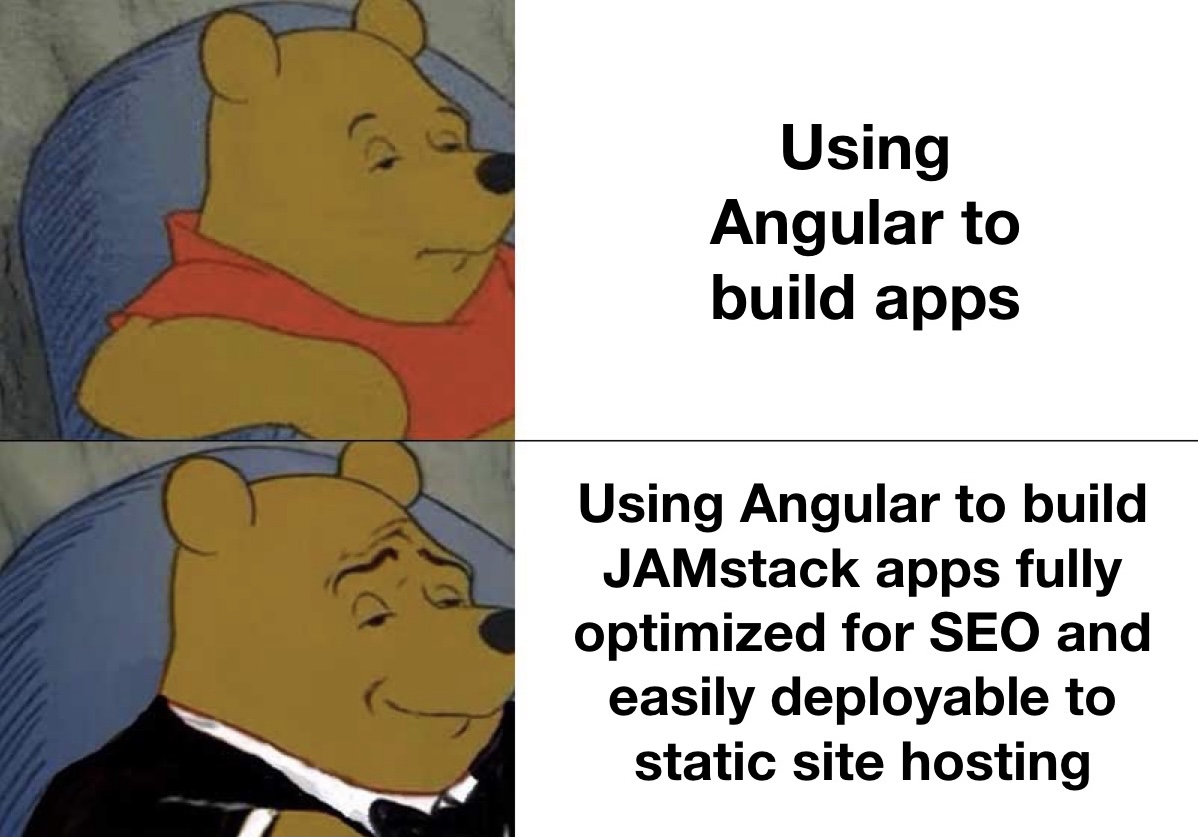 Using
Angular to
build apps
Using Angular to build
JAMstack apps fully
optimized for SEO and
easily deployable to
static site hosting